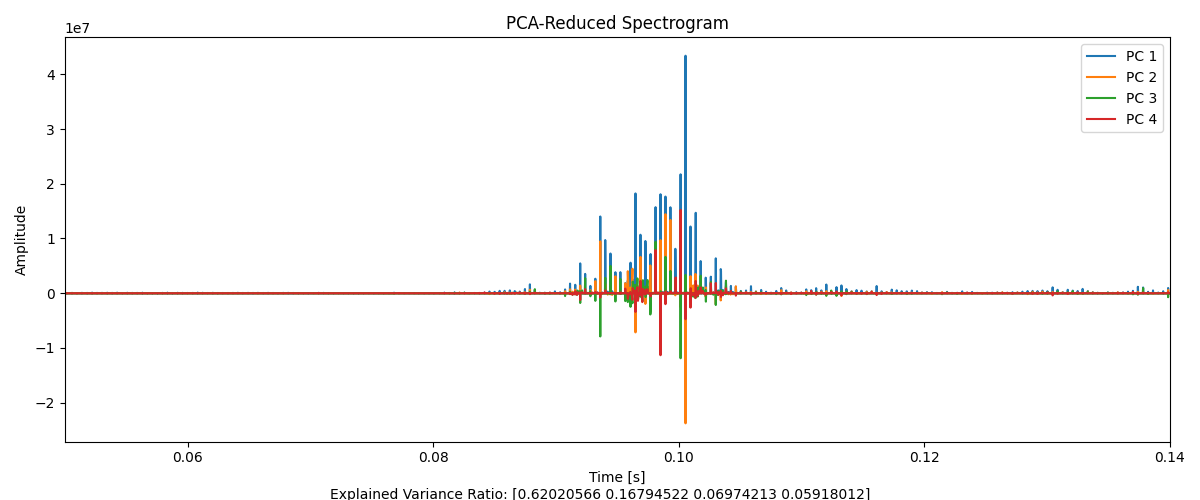 PCA-Reduced Spectrogram
1e7
PC 1
PC 2
PC 3
PC 4
4
3
2
1
0
−1
−2
Amplitude
0.06 0.08 0.10 0.12 0.14
Time [s]
Explained Variance Ratio: [0.62020566 0.16794522 0.06974213 0.05918012]